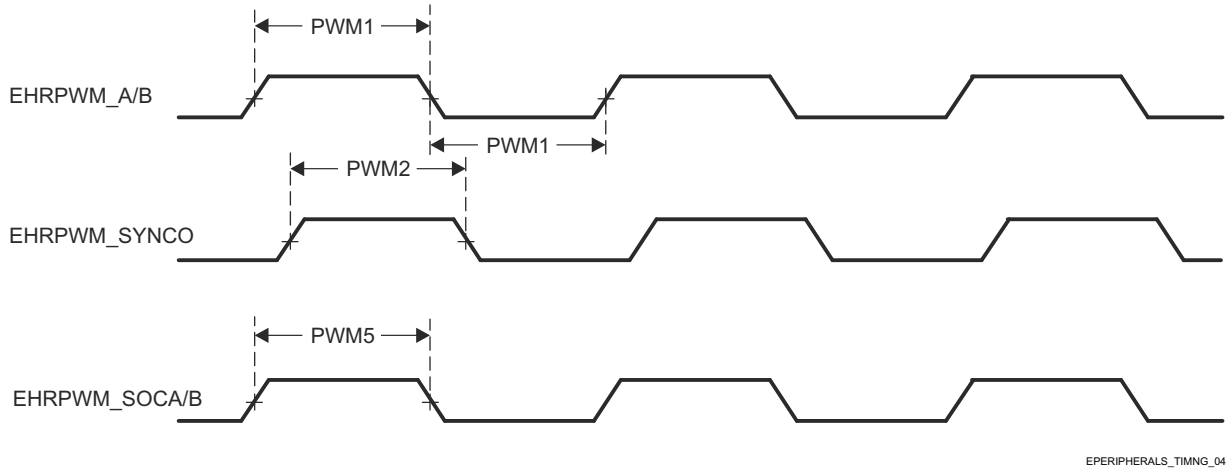 PWM1
EHRPWM_A/B
PWM1
PWM2
EHRPWM_SYNCO
PWM5
EHRPWM_SOCA/B
EPERIPHERALS_TIMNG_04